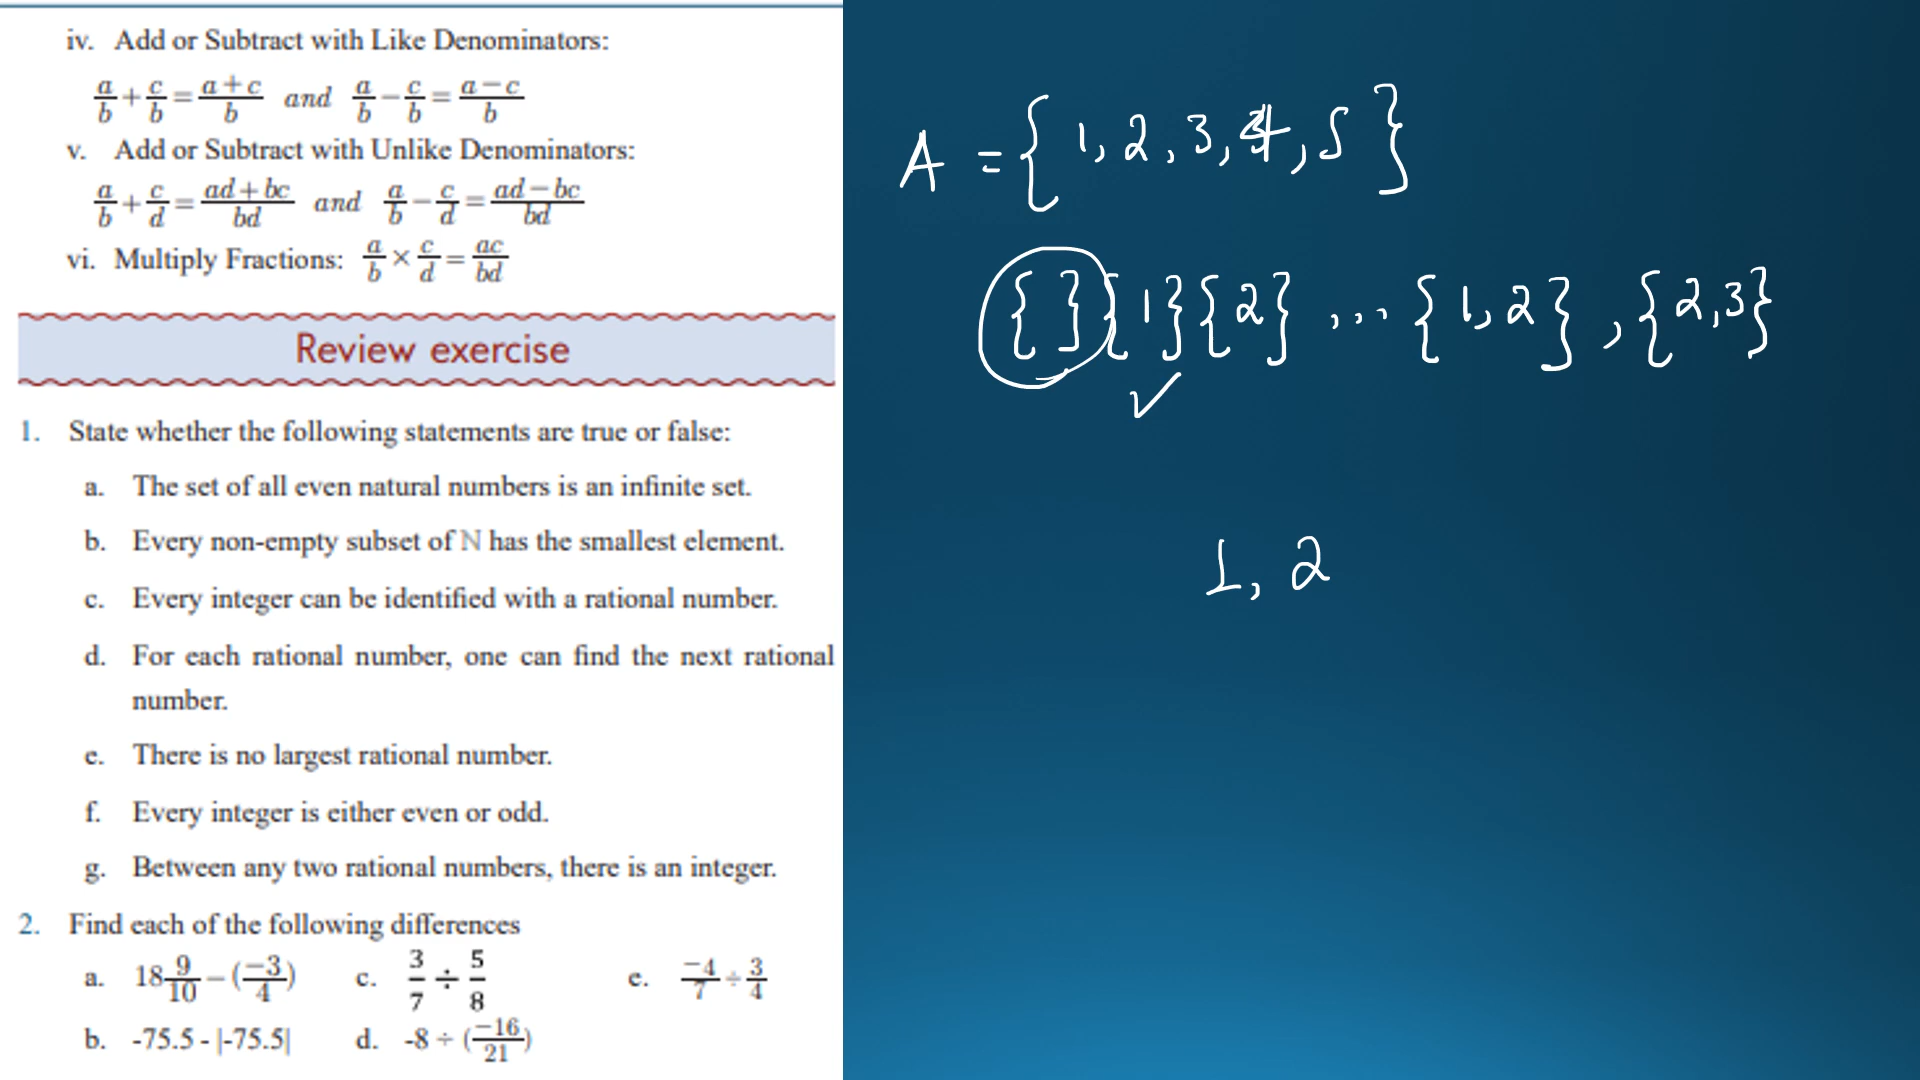 iv. Add or Subtract with Like Denominators:
a/b + c/b = a+c/b and a/b − c/b = a−c/b
v. Add or Subtract with Unlike Denominators:
a/b + c/d = ad+bc/bd and a/b − c/d = ad−bc/bd
vi. Multiply Fractions: a/b × c/d = ac/bd
Review exercise
1. State whether the following statements are true or false:
a. The set of all even natural numbers is an infinite set.
b. Every non-empty subset of N has the smallest element.
c. Every integer can be identified with a rational number.
d. For each rational number, one can find the next rational
number.
e. There is no largest rational number.
f. Every integer is either even or odd.
g. Between any two rational numbers, there is an integer.
2. Find each of the following differences
a. 18 9/10 − (−3/4) c. 3/7 ÷ 5/8 e. −4/7 ÷ 3/4
b. -75.5 - |-75.5| d. -8 ÷ (−16/21)
A = { 1, 2, 3, 4, 5 }
{ } { 1 } { 2 } , , , { 1, 2 } , { 2, 3 }
1, 2